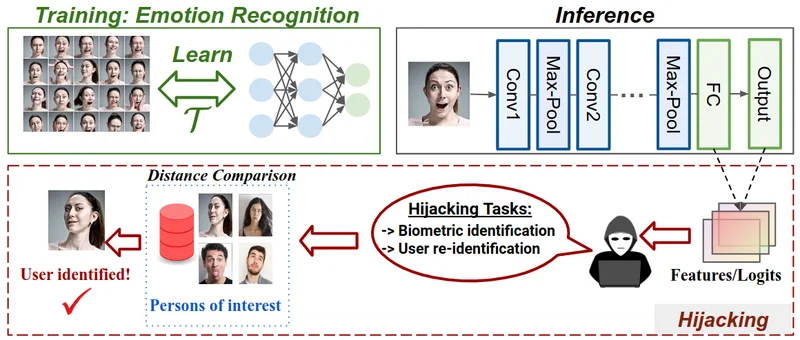 Training: Emotion Recognition
Learn
𝒯
Inference
Conv1
Max-Pool
Conv2
...
Max-Pool
FC
Output
Distance Comparison
Hijacking Tasks:
-> Biometric identification
-> User re-identification
User identified!
Persons of interest
Features/Logits
Hijacking